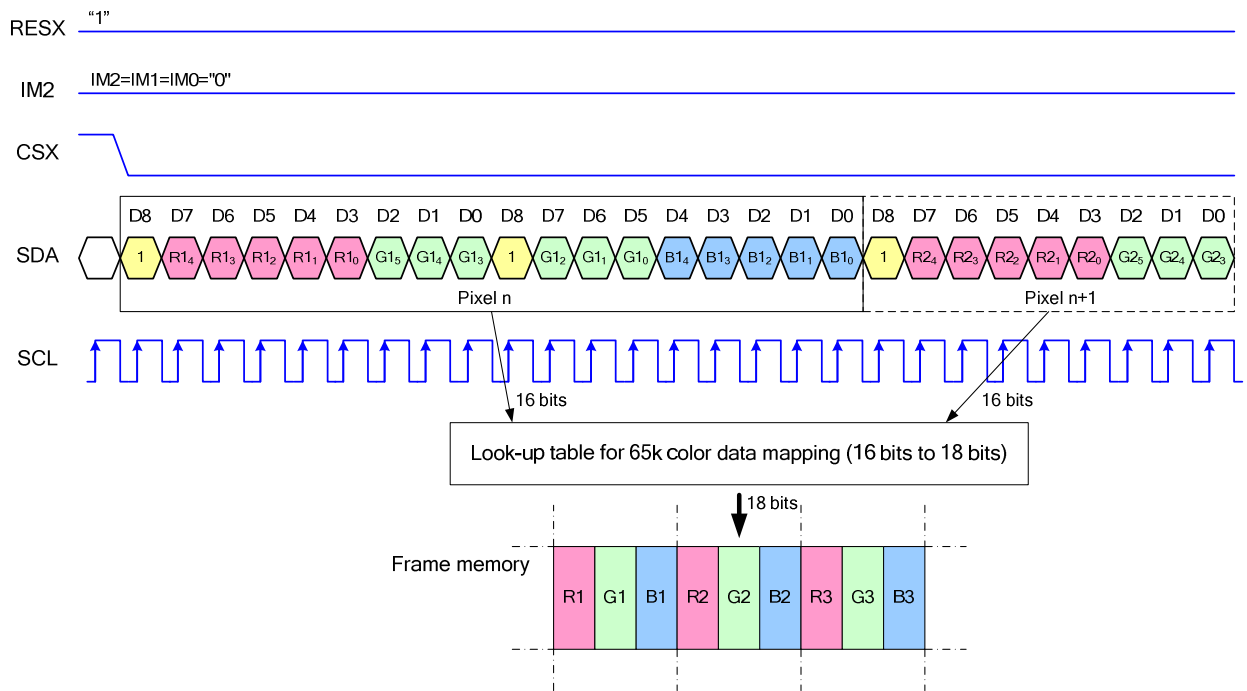 RESX “1”
IM2 IM2=IM1=IM0="0"
CSX
D8 D7 D6 D5 D4 D3 D2 D1 D0 D8 D7 D6 D5 D4 D3 D2 D1 D0 D8 D7 D6 D5 D4 D3 D2 D1 D0
SDA 1 R1₄ R1₃ R1₂ R1₁ R1₀ G1₅ G1₄ G1₃ 1 G1₂ G1₁ G1₀ B1₄ B1₃ B1₂ B1₁ B1₀ 1 R2₄ R2₃ R2₂ R2₁ R2₀ G2₅ G2₄ G2₃
Pixel n Pixel n+1
SCL
16 bits 16 bits
Look-up table for 65k color data mapping (16 bits to 18 bits)
18 bits
Frame memory
R1 G1 B1 R2 G2 B2 R3 G3 B3